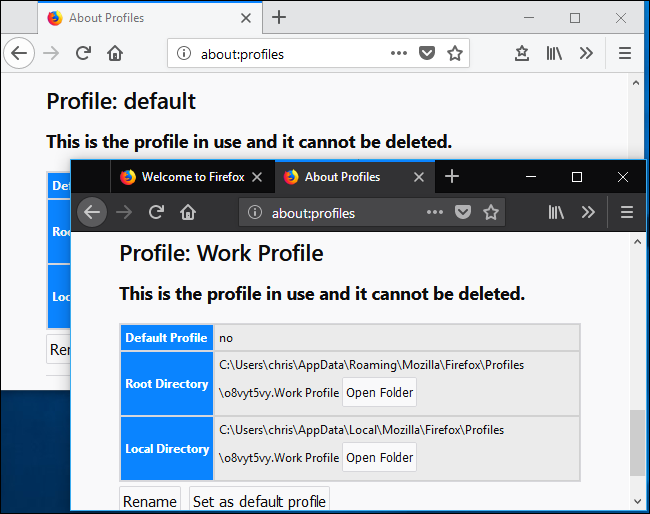 About Profiles
about:profiles
Profile: default
This is the profile in use and it cannot be deleted.
Def
Roo
Loc
Ren
Welcome to Firefox
About Profiles
about:profiles
Profile: Work Profile
This is the profile in use and it cannot be deleted.
Default Profile no
Root Directory C:\Users\chris\AppData\Roaming\Mozilla\Firefox\Profiles
\o8vyt5vy.Work Profile Open Folder
Local Directory C:\Users\chris\AppData\Local\Mozilla\Firefox\Profiles
\o8vyt5vy.Work Profile Open Folder
Rename Set as default profile